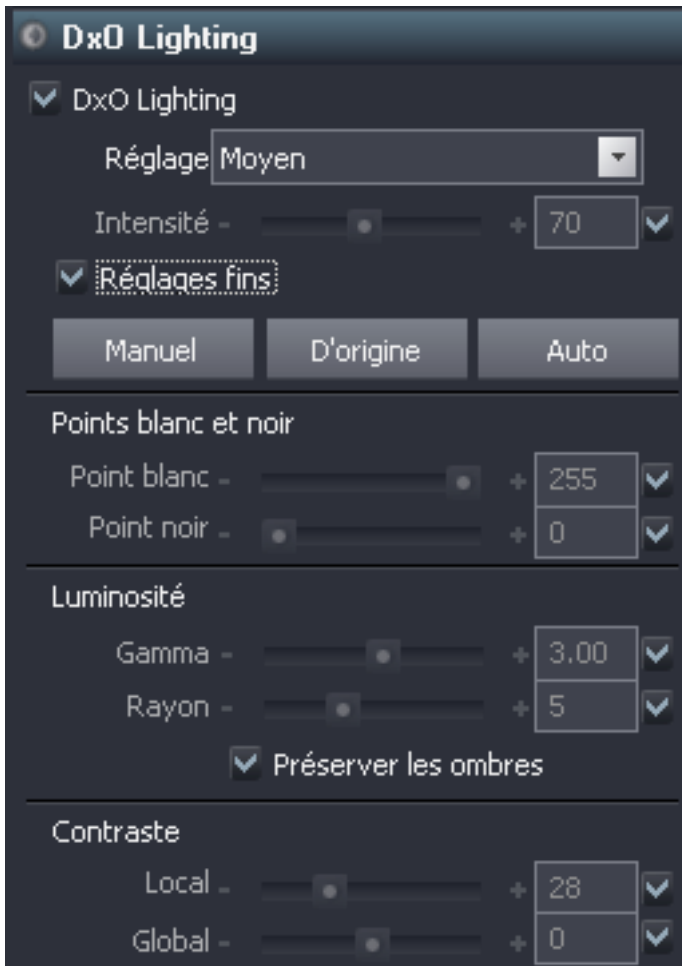 DxO Lighting
DxO Lighting
Réglage Moyen
Intensité - + 70
Réglages fins
Manuel D'origine Auto
Points blanc et noir
Point blanc - + 255
Point noir - + 0
Luminosité
Gamma - + 3.00
Rayon - + 5
Préserver les ombres
Contraste
Local - + 28
Global - + 0